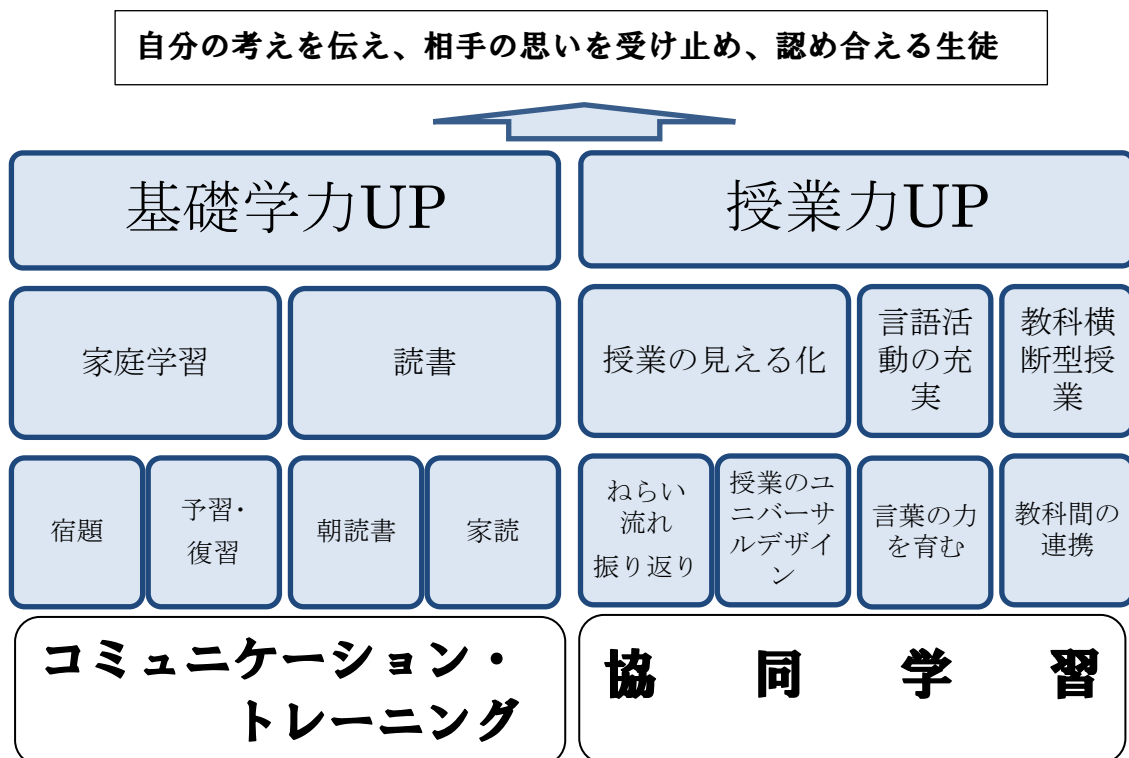 自分の考えを伝え、相手の思いを受け止め、認め合える生徒
基礎学力UP
授業力UP
家庭学習
読書
授業の見える化
言語活
動の充
実
教科横
断型授
業
宿題
予習・
復習
朝読書
家読
ねらい
流れ
振り返り
授業のユ
ニバーサ
ルデザイ
ン
言葉の力
を育む
教科間の
連携
コミュニケーション・
トレーニング
協同学習